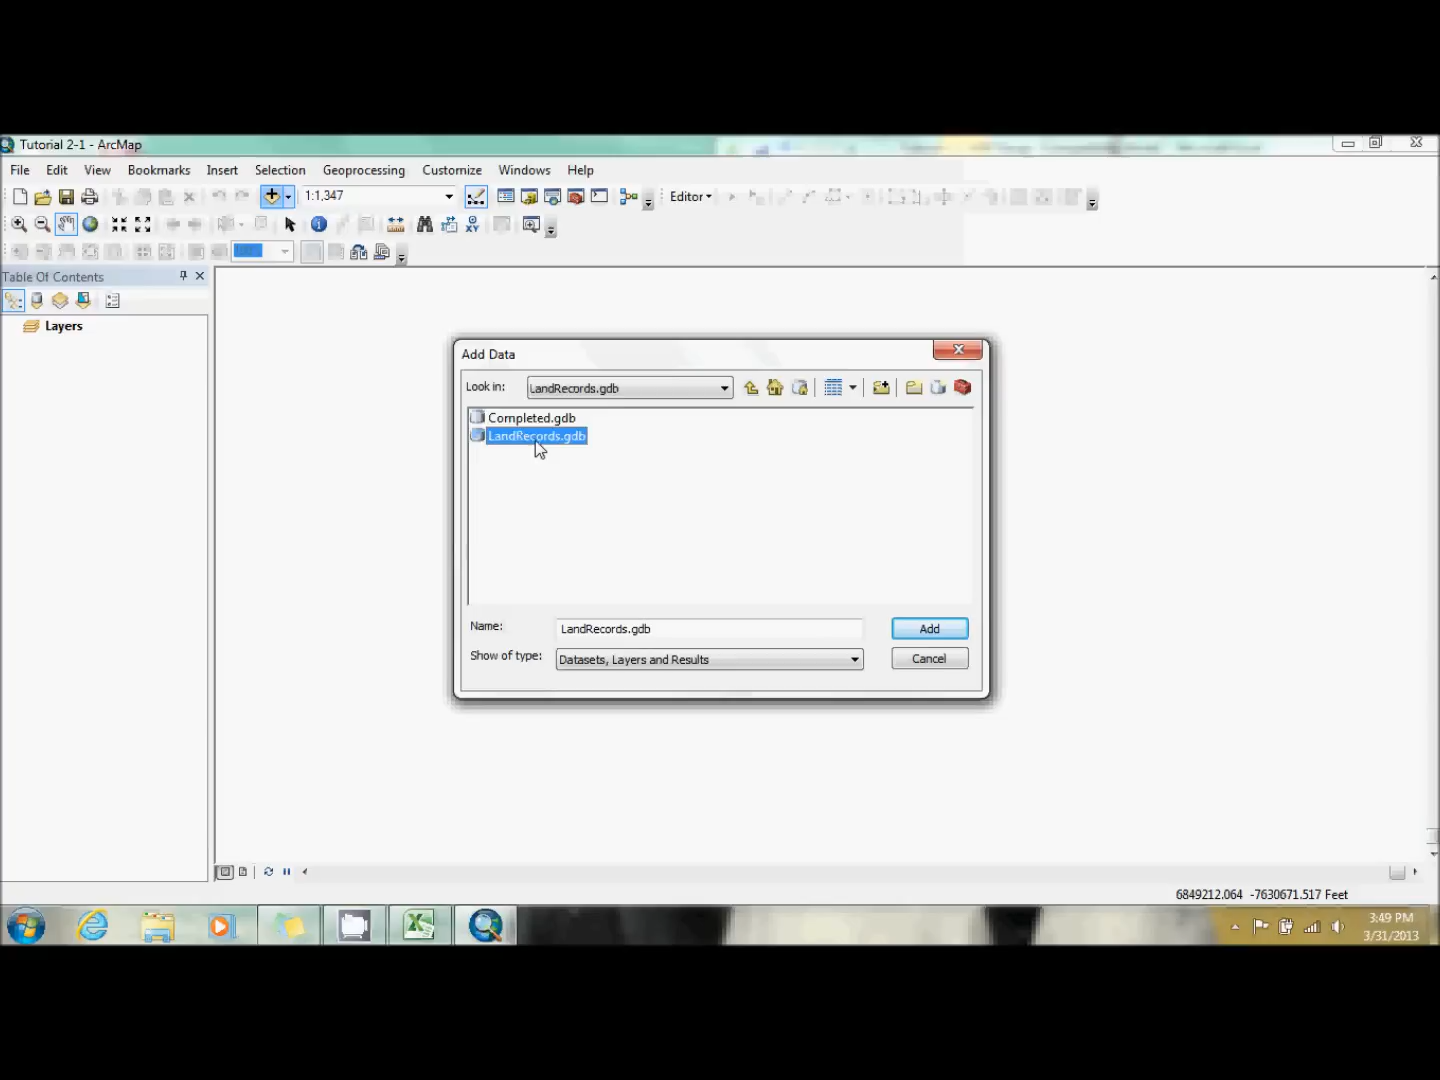 Tutorial 2-1 - ArcMap
File Edit View Bookmarks Insert Selection Geoprocessing Customize Windows Help
1:1,347 Editor
Table Of Contents
Layers
Add Data
Look in: LandRecords.gdb
Completed.gdb
LandRecords.gdb
Name: LandRecords.gdb Add
Show of type: Datasets, Layers and Results Cancel
6849212.064 -7630671.517 Feet
3:49 PM
3/31/2013